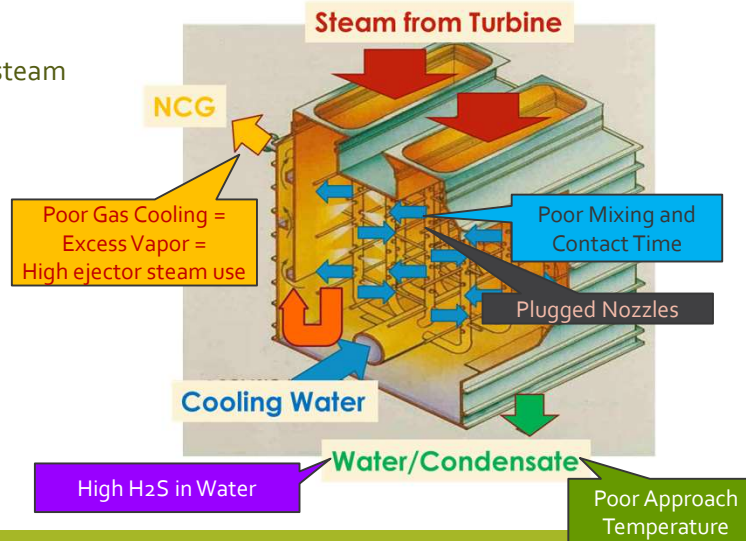 Steam from Turbine
steam
NCG
Poor Gas Cooling =
Excess Vapor =
High ejector steam use
Poor Mixing and
Contact Time
Plugged Nozzles
Cooling Water
Water/Condensate
High H2S in Water
Poor Approach
Temperature